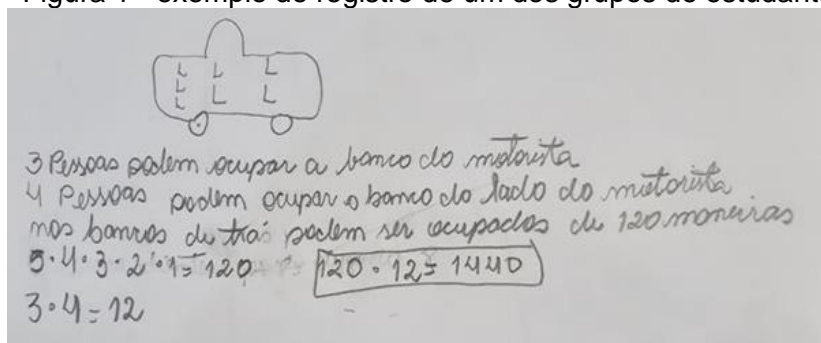 Figura 1 - exemplo do registro de um dos grupos de estudant
3 Pessoas podem ocupar a banco do motorista
4 Pessoas podem ocupar o banco do lado do motorista
nos bancos de trás podem ser ocupados de 120 maneiras
5·4·3·2·1=120 120·12=1440
3·4=12